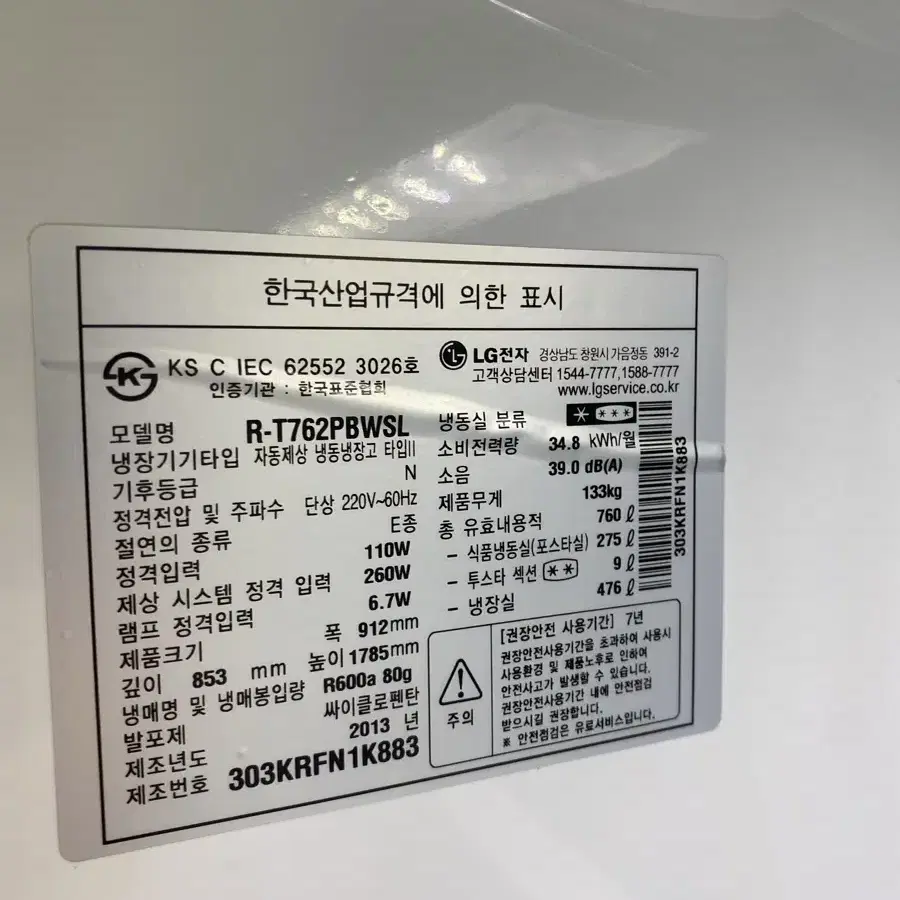 한국산업규격에 의한 표시
KS C IEC 62552 3026호
인증기관 : 한국표준협회
LG전자 경상남도 창원시 가음정동 391-2
고객상담센터 1544-7777,1588-7777
www.lgservice.co.kr
모델명 R-T762PBWSL
냉장기기타입 자동제상 냉동냉장고 타입II
기후등급 N
정격전압 및 주파수 단상 220V~60Hz
절연의 종류 E종
정격입력 110W
제상 시스템 정격 입력 260W
램프 정격입력 6.7W
제품크기 폭 912mm
깊이 853 mm 높이 1785mm
냉매명 및 냉매봉입량 R600a 80g
발포제 싸이클로펜탄
제조년도 2013 년
제조번호 303KRFN1K883
냉동실 분류 * ***
소비전력량 34.8 kWh/월
소음 39.0 dB(A)
제품무게 133kg
총 유효내용적 760 ℓ
- 식품냉동실(포스타실) 275 ℓ
- 투스타 섹션 ** 9 ℓ
- 냉장실 476 ℓ
303KRFN1K883
주의
[권장안전 사용기간] 7년
권장안전사용기간을 초과하여 사용시
사용환경 및 제품노후로 인하여
안전사고가 발생할 수 있습니다.
권장안전사용기간 내에 안전점검
받으시길 권장합니다.
※ 안전점검은 유료서비스입니다.